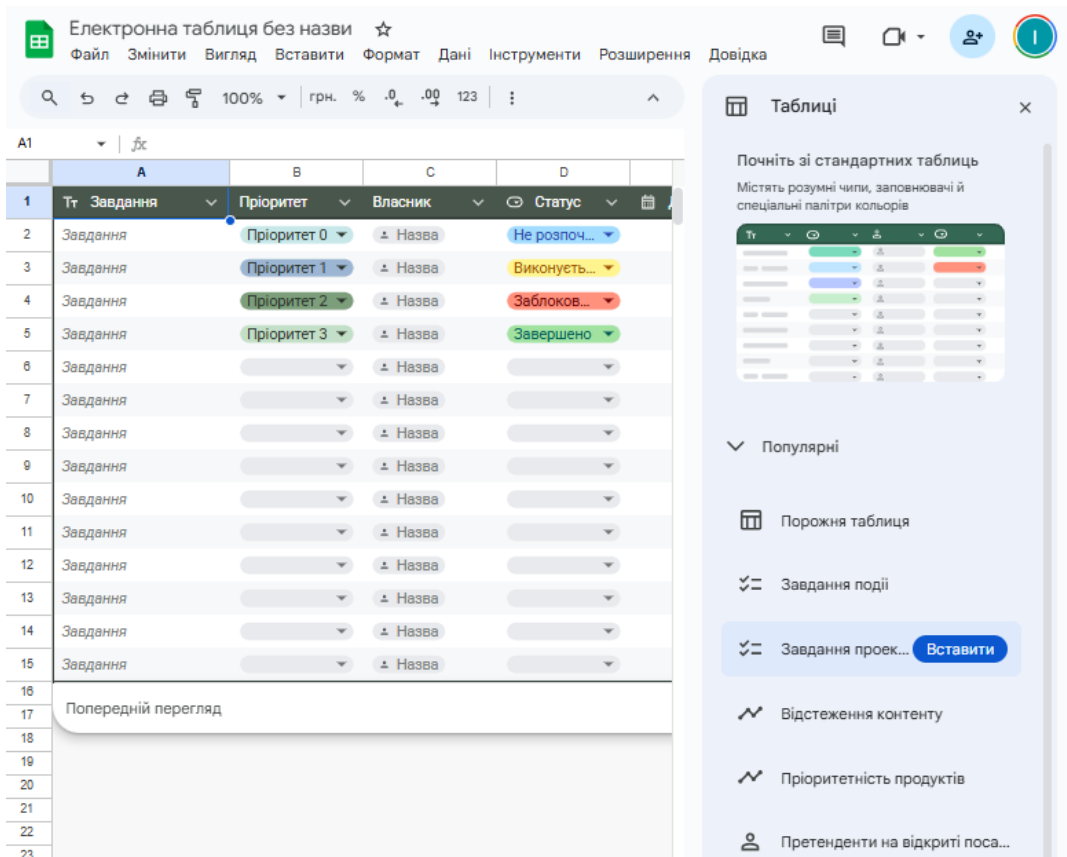 Електронна таблиця без назви
Файл Змінити Вигляд Вставити Формат Дані Інструменти Розширення Довідка
І
100% грн. % .0 .00 123
Таблиці
A1 fx
Почніть зі стандартних таблиць
Містять розумні чипи, заповнювачі й
спеціальні палітри кольорів
A B C D
1 Тт Завдання Пріоритет Власник Статус
2 Завдання Пріоритет 0 Назва Не розпоч...
3 Завдання Пріоритет 1 Назва Виконуєть...
4 Завдання Пріоритет 2 Назва Заблоков...
5 Завдання Пріоритет 3 Назва Завершено
6 Завдання Назва
7 Завдання Назва
8 Завдання Назва
9 Завдання Назва
10 Завдання Назва
11 Завдання Назва
12 Завдання Назва
13 Завдання Назва
14 Завдання Назва
15 Завдання Назва
16
17
18
19
20
21
22
23
Попередній перегляд
Тт
Популярні
Порожня таблиця
Завдання події
Завдання проек... Вставити
Відстеження контенту
Пріоритетність продуктів
Претенденти на відкриті поса...